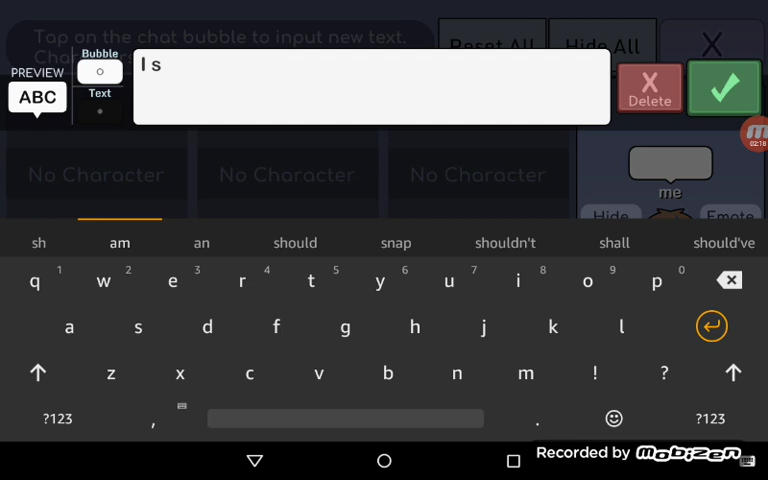 Tap on the chat bubble to input new text.
Reset All
Hide All
X
Bubble
PREVIEW
ABC
Text
I s
X
Delete
02:18
No Character
No Character
No Character
me
Hide
Emote
sh am an should snap shouldn't shall should've
q 1 w 2 e 3 r 4 t 5 y 6 u 7 i 8 o 9 p 0
a s d f g h j k l
z x c v b n m ! ?
?123 , . ?123
Recorded by mobizen